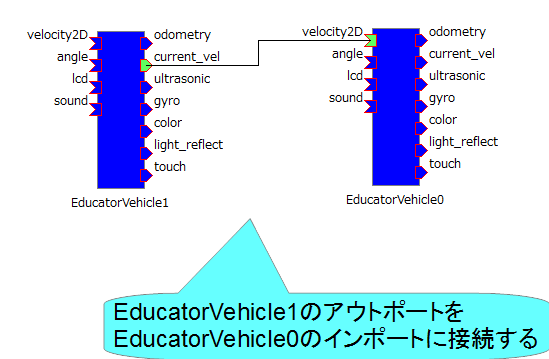 velocity2D
angle
lcd
sound
odometry
current_vel
ultrasonic
gyro
color
light_reflect
touch
EducatorVehicle1
velocity2D
angle
lcd
sound
odometry
current_vel
ultrasonic
gyro
color
light_reflect
touch
EducatorVehicle0
EducatorVehicle1のアウトポートを
EducatorVehicle0のインポートに接続する